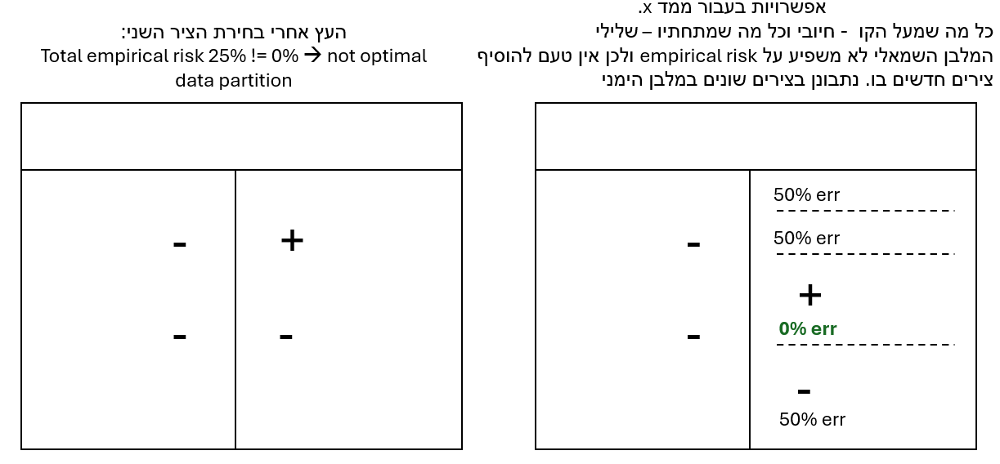 אפשרויות בעבור ממד x.
כל מה שמעל הקו - חיובי וכל מה שמתחתיו – שלילי
המלבן השמאלי לא משפיע על empirical risk ולכן אין טעם להוסיף
צירים חדשים בו. נתבונן בצירים שונים במלבן הימני
50% err
50% err
+
-
0% err
-
-
50% err
העץ אחרי בחירת הציר השני:
Total empirical risk 25% != 0% → not optimal
data partition
- +
- -